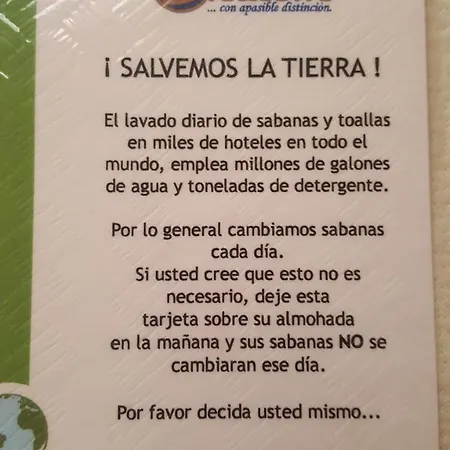 ... con apasible distinción.
¡ SALVEMOS LA TIERRA !
El lavado diario de sabanas y toallas
en miles de hoteles en todo el
mundo, emplea millones de galones
de agua y toneladas de detergente.
Por lo general cambiamos sabanas
cada día.
Si usted cree que esto no es
necesario, deje esta
tarjeta sobre su almohada
en la mañana y sus sabanas NO se
cambiaran ese día.
Por favor decida usted mismo...